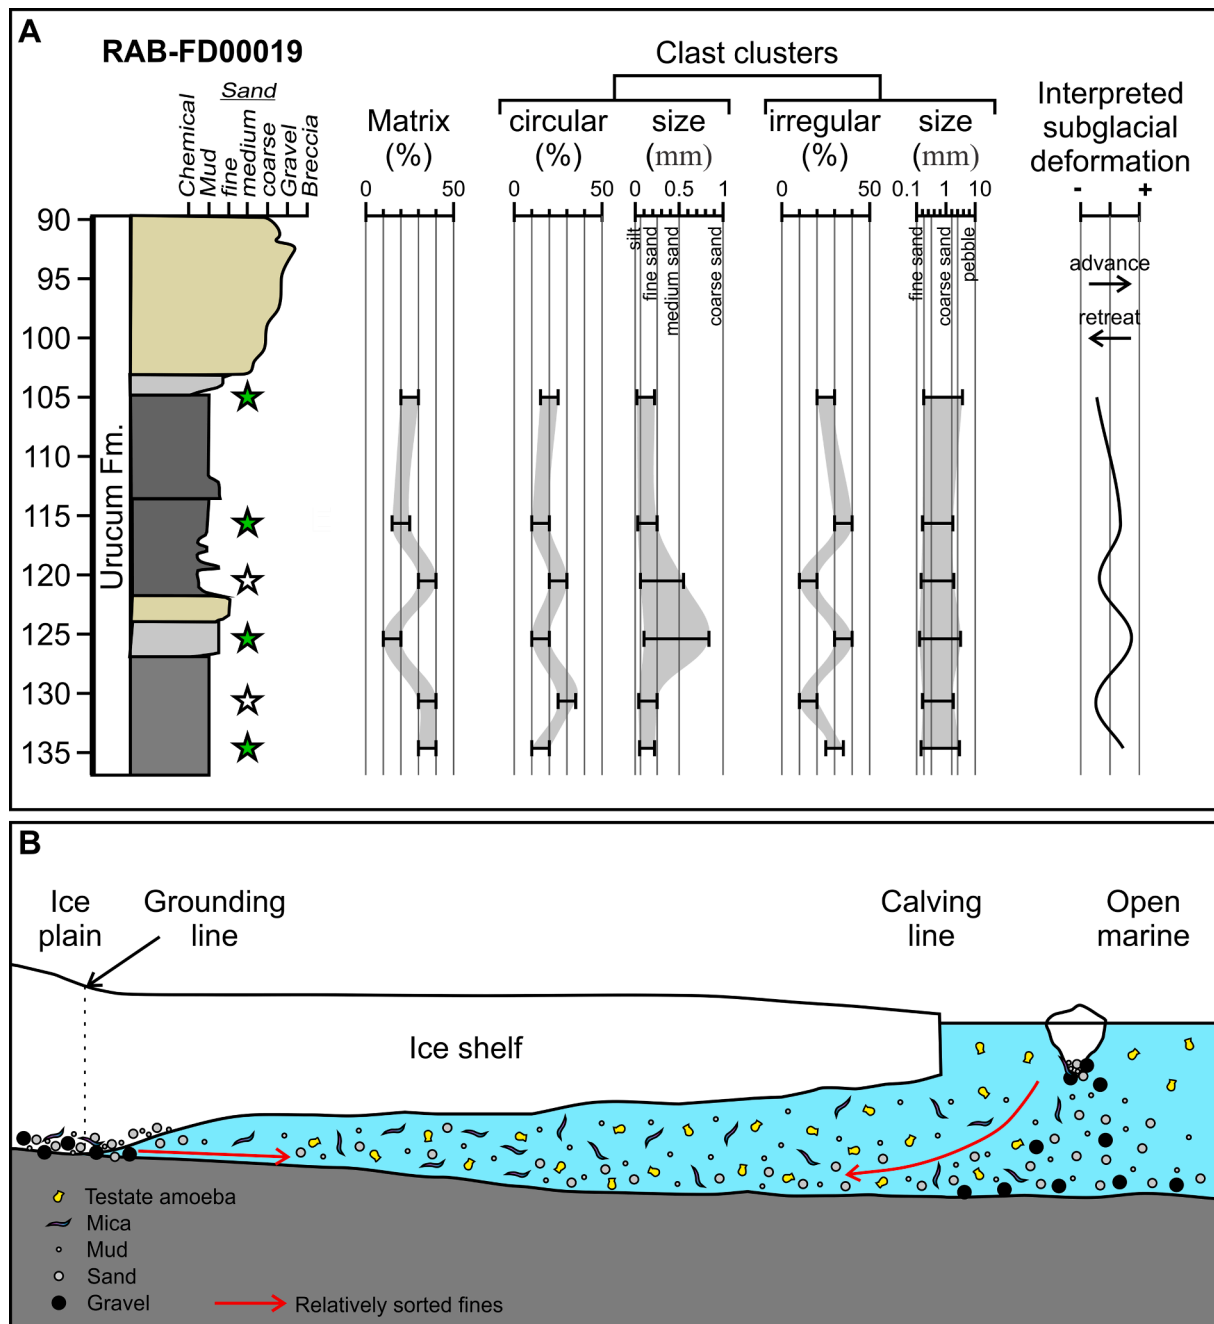 A
RAB-FD00019
Chemical
Mud
Sand
fine
medium
coarse
Gravel
Breccia
Matrix
(%)
Clast clusters
circular
(%)
size
(mm)
irregular
(%)
size
(mm)
Interpreted
subglacial
deformation
0 50
0 50
0 0.5 1
0 50
0.1 1 10
- +
silt
fine sand
medium sand
coarse sand
fine sand
coarse sand
pebble
advance
retreat
90
95
100
105
110
115
120
125
130
135
Urucum Fm.
B
Ice
plain
Grounding
line
Calving
line
Open
marine
Ice shelf
Testate amoeba
Mica
Mud
Sand
Gravel
Relatively sorted fines